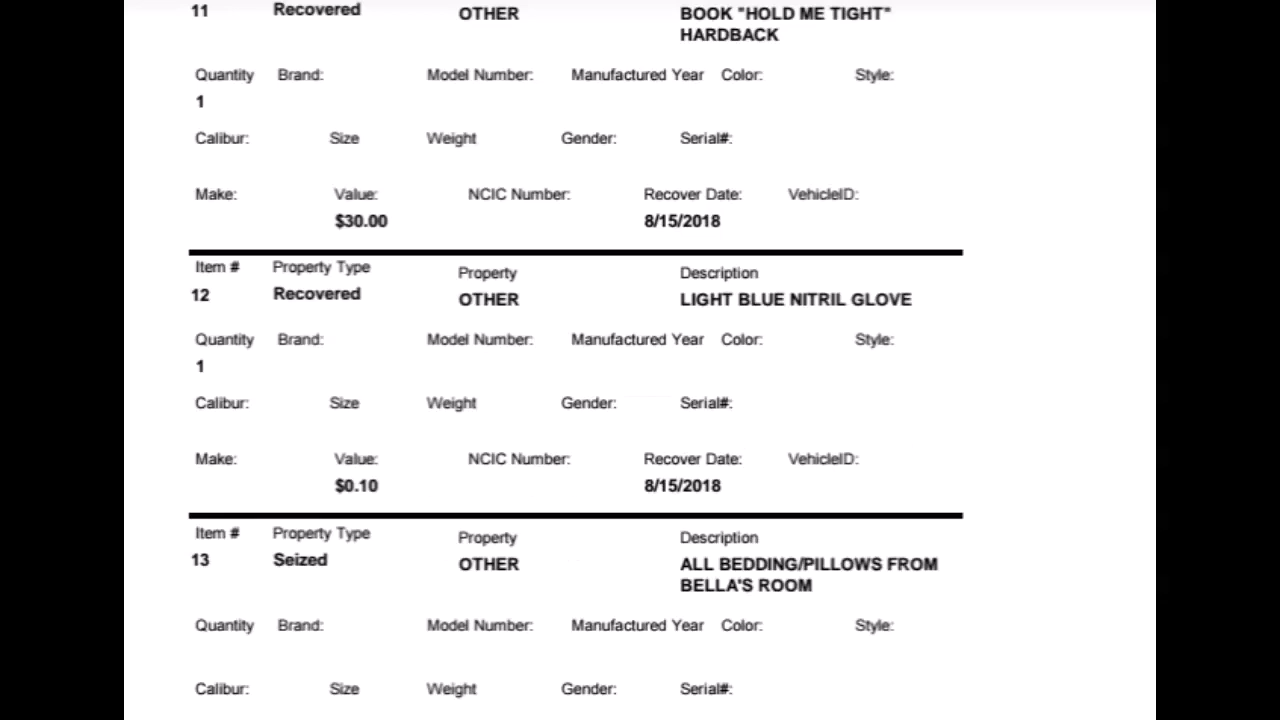 11 Recovered OTHER BOOK "HOLD ME TIGHT"
HARDBACK
Quantity Brand: Model Number: Manufactured Year Color: Style:
1
Calibur: Size Weight Gender: Serial#:
Make: Value: NCIC Number: Recover Date: VehicleID:
$30.00 8/15/2018
Item # Property Type Property Description
12 Recovered OTHER LIGHT BLUE NITRIL GLOVE
Quantity Brand: Model Number: Manufactured Year Color: Style:
1
Calibur: Size Weight Gender: Serial#:
Make: Value: NCIC Number: Recover Date: VehicleID:
$0.10 8/15/2018
Item # Property Type Property Description
13 Seized OTHER ALL BEDDING/PILLOWS FROM
BELLA'S ROOM
Quantity Brand: Model Number: Manufactured Year Color: Style:
Calibur: Size Weight Gender: Serial#: